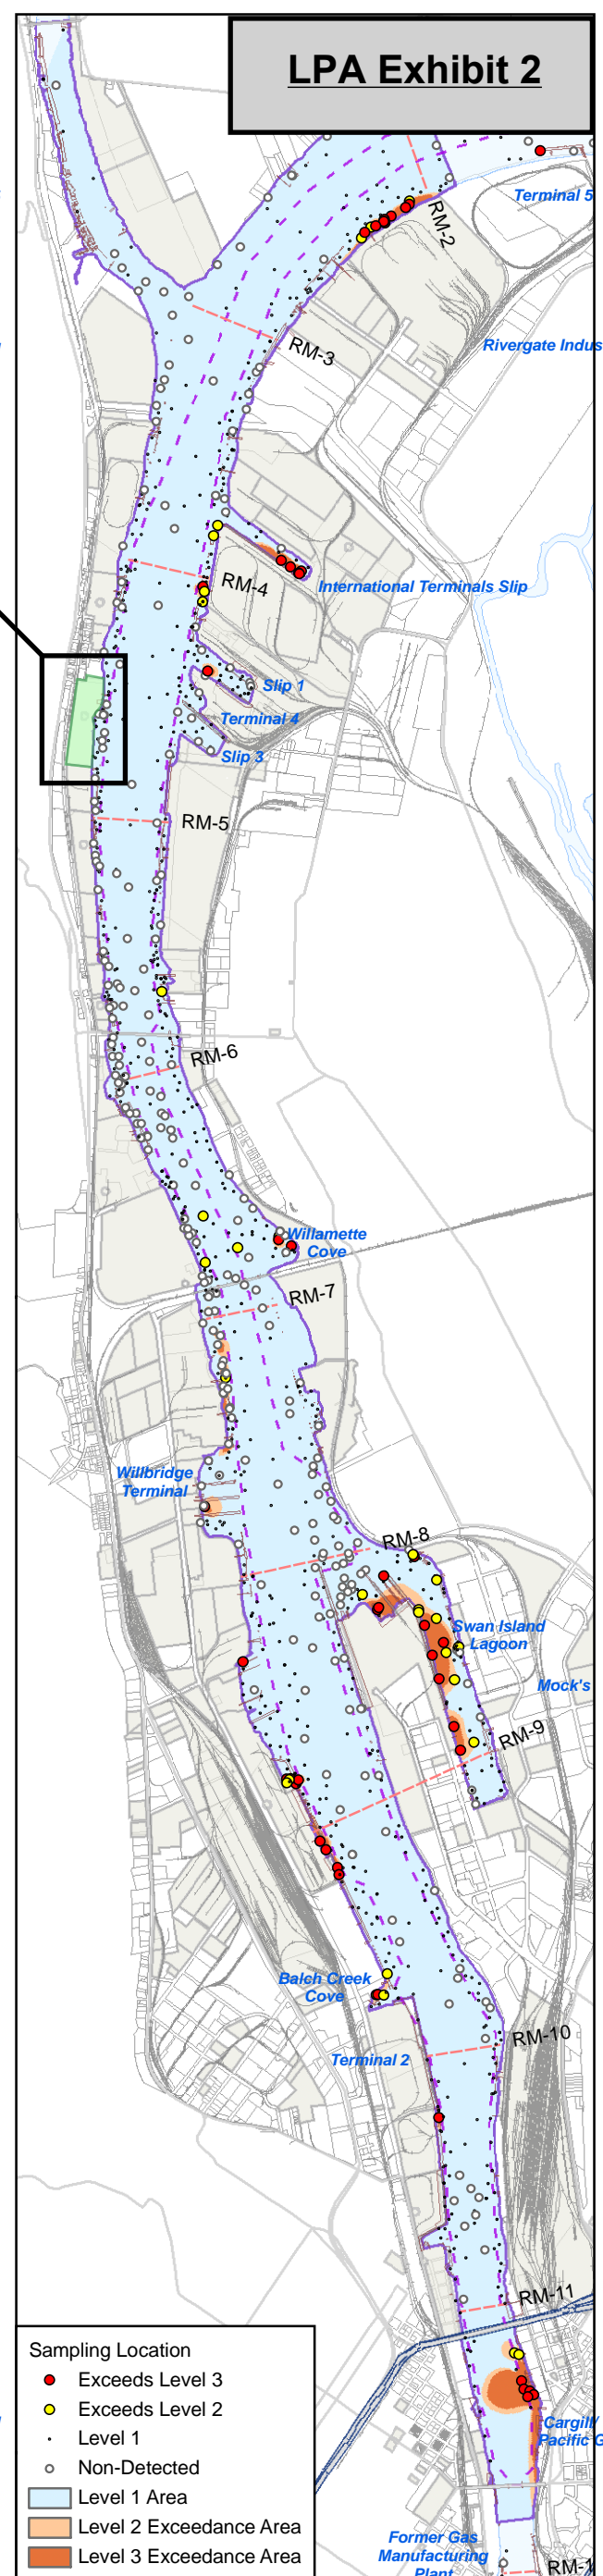 LPA Exhibit 2
Terminal 5
RM-2
Rivergate Indus
RM-3
RM-4
International Terminals Slip
Slip 1
Terminal 4
Slip 3
RM-5
RM-6
Willamette
Cove
RM-7
Willbridge
Terminal
RM-8
Swan Island
Lagoon
Mock's
RM-9
Balch Creek
Cove
RM-10
Terminal 2
RM-11
Sampling Location
Exceeds Level 3
Exceeds Level 2
Level 1
Non-Detected
Level 1 Area
Level 2 Exceedance Area
Level 3 Exceedance Area
Cargill/
Pacific G
Former Gas
Manufacturing
Plant
RM-1